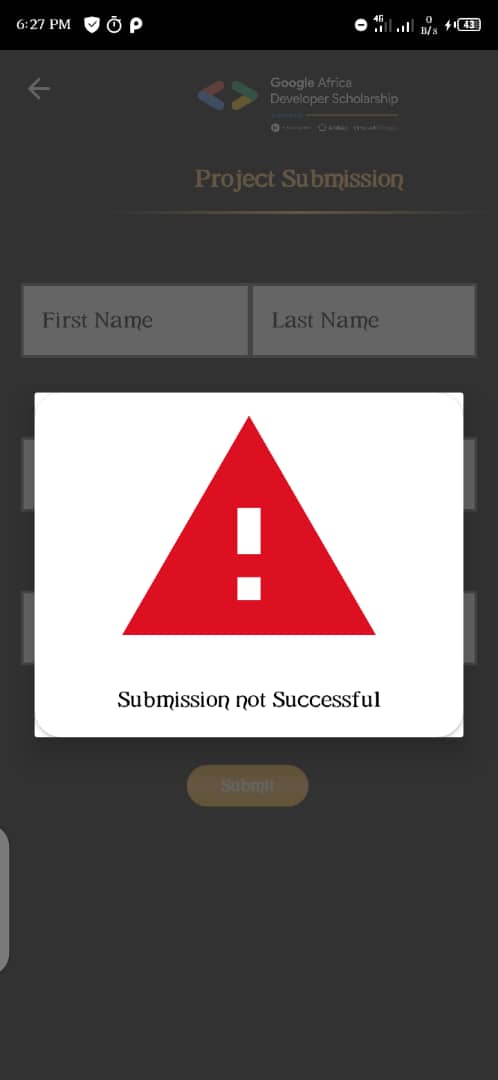 6:27 PM
4G
0
B/s
43
Google Africa
Developer Scholarship
Project Submission
First Name
Last Name
Submission not Successful
Submit